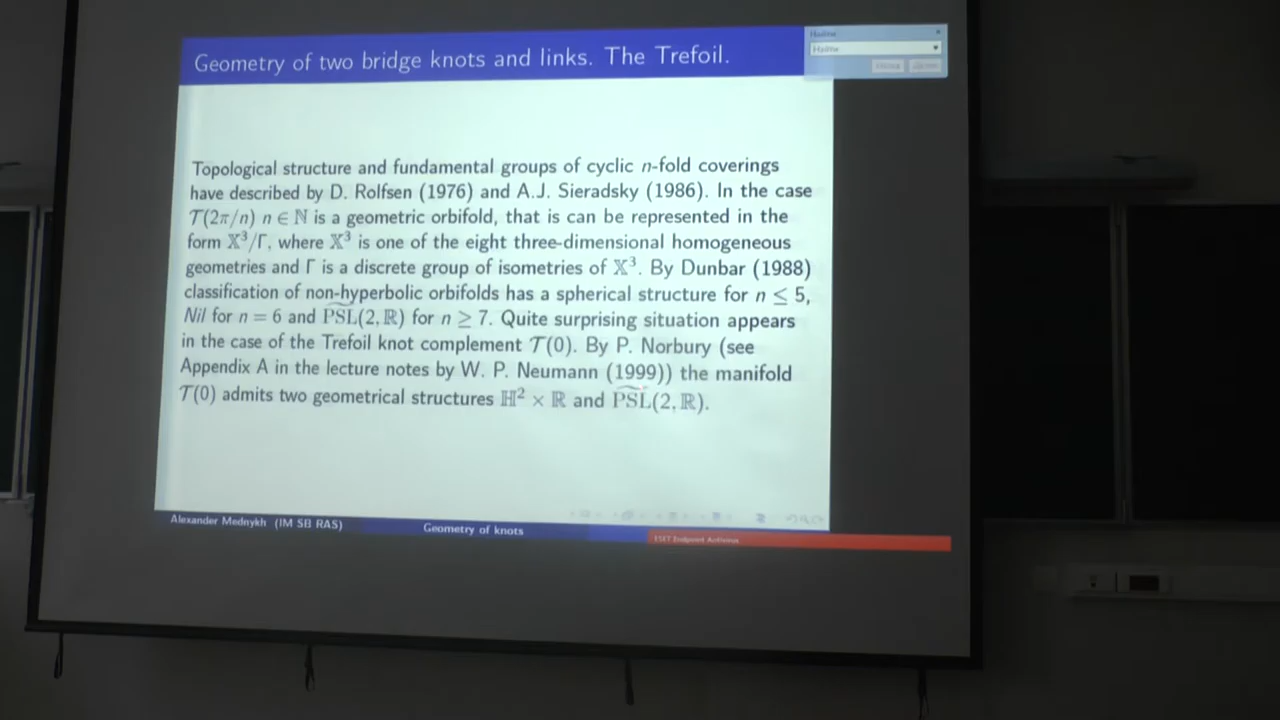 Geometry of two bridge knots and links. The Trefoil.
Topological structure and fundamental groups of cyclic n-fold coverings
have described by D. Rolfsen (1976) and A.J. Sieradsky (1986). In the case
𝒯(2π/n) n ∈ ℕ is a geometric orbifold, that is can be represented in the
form 𝕏³/Γ, where 𝕏³ is one of the eight three-dimensional homogeneous
geometries and Γ is a discrete group of isometries of 𝕏³. By Dunbar (1988)
classification of non-hyperbolic orbifolds has a spherical structure for n ≤ 5,
Nil for n = 6 and P͠S͠L(2, ℝ) for n ≥ 7. Quite surprising situation appears
in the case of the Trefoil knot complement 𝒯(0). By P. Norbury (see
Appendix A in the lecture notes by W. P. Neumann (1999)) the manifold
𝒯(0) admits two geometrical structures ℍ² × ℝ and P͠S͠L(2, ℝ).
Alexander Mednykh (IM SB RAS)
Geometry of knots
ESET Endpoint Antivirus